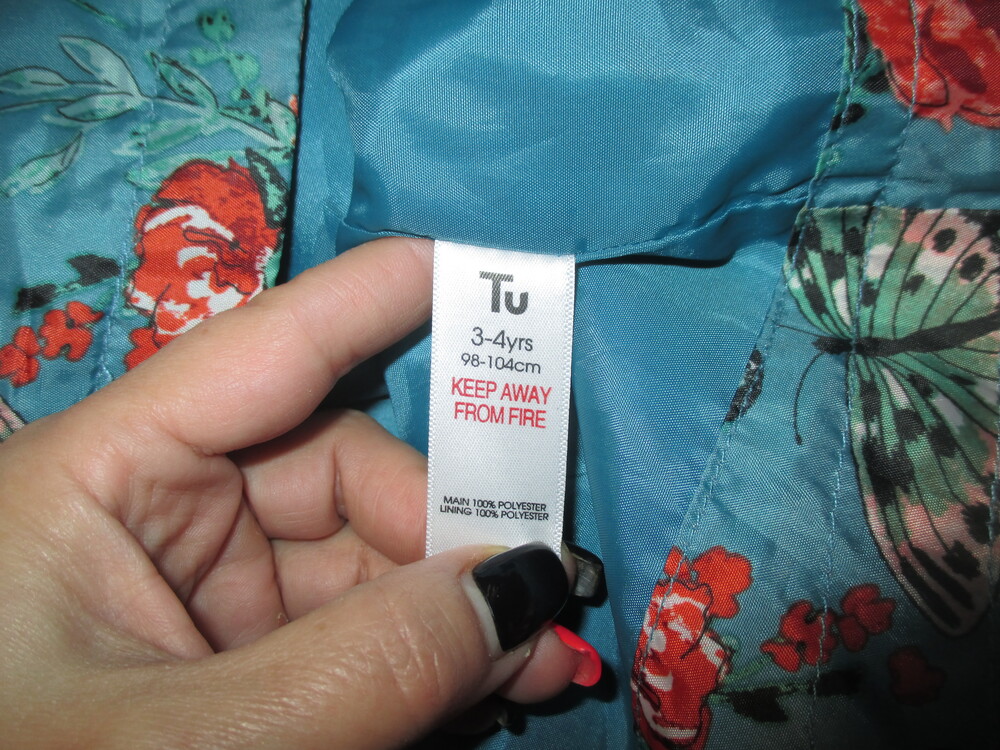 Tu
3-4yrs
98-104cm
KEEP AWAY
FROM FIRE
MAIN 100% POLYESTER
LINING 100% POLYESTER